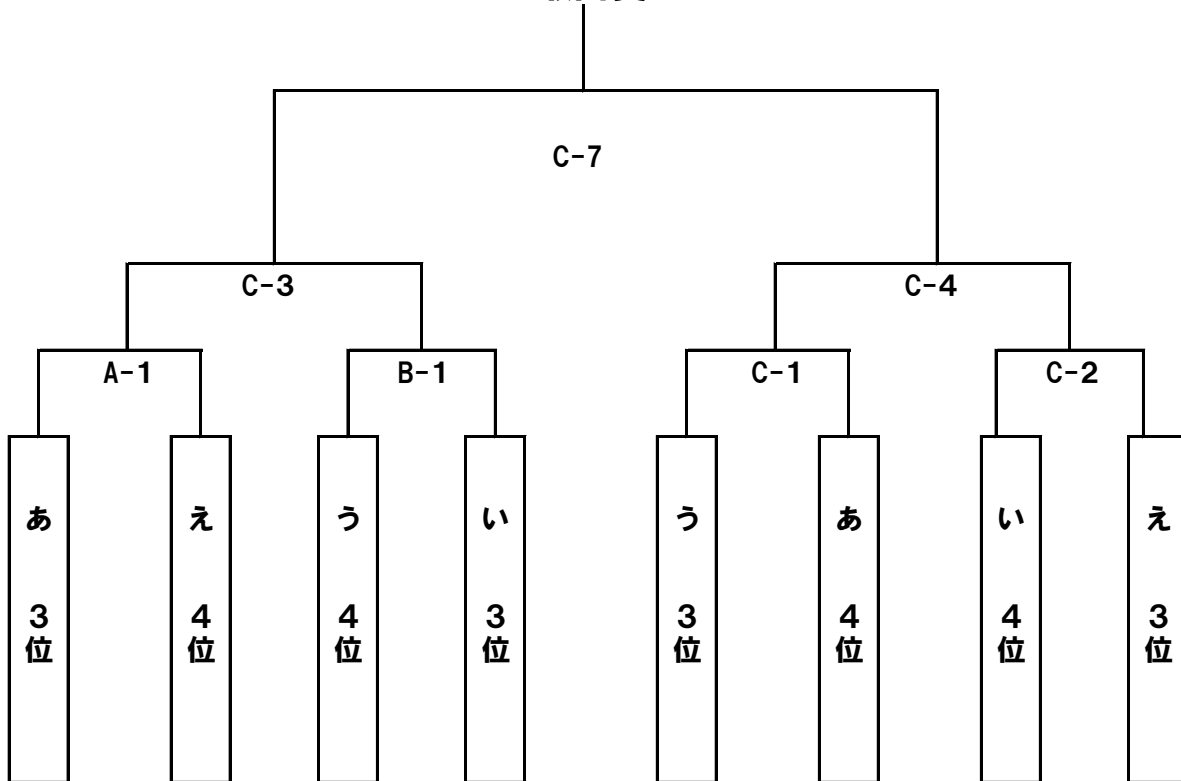 C-7
C-3
C-4
A-1
B-1
C-1
C-2
あ 3位
え 4位
う 4位
い 3位
う 3位
あ 4位
い 4位
え 3位